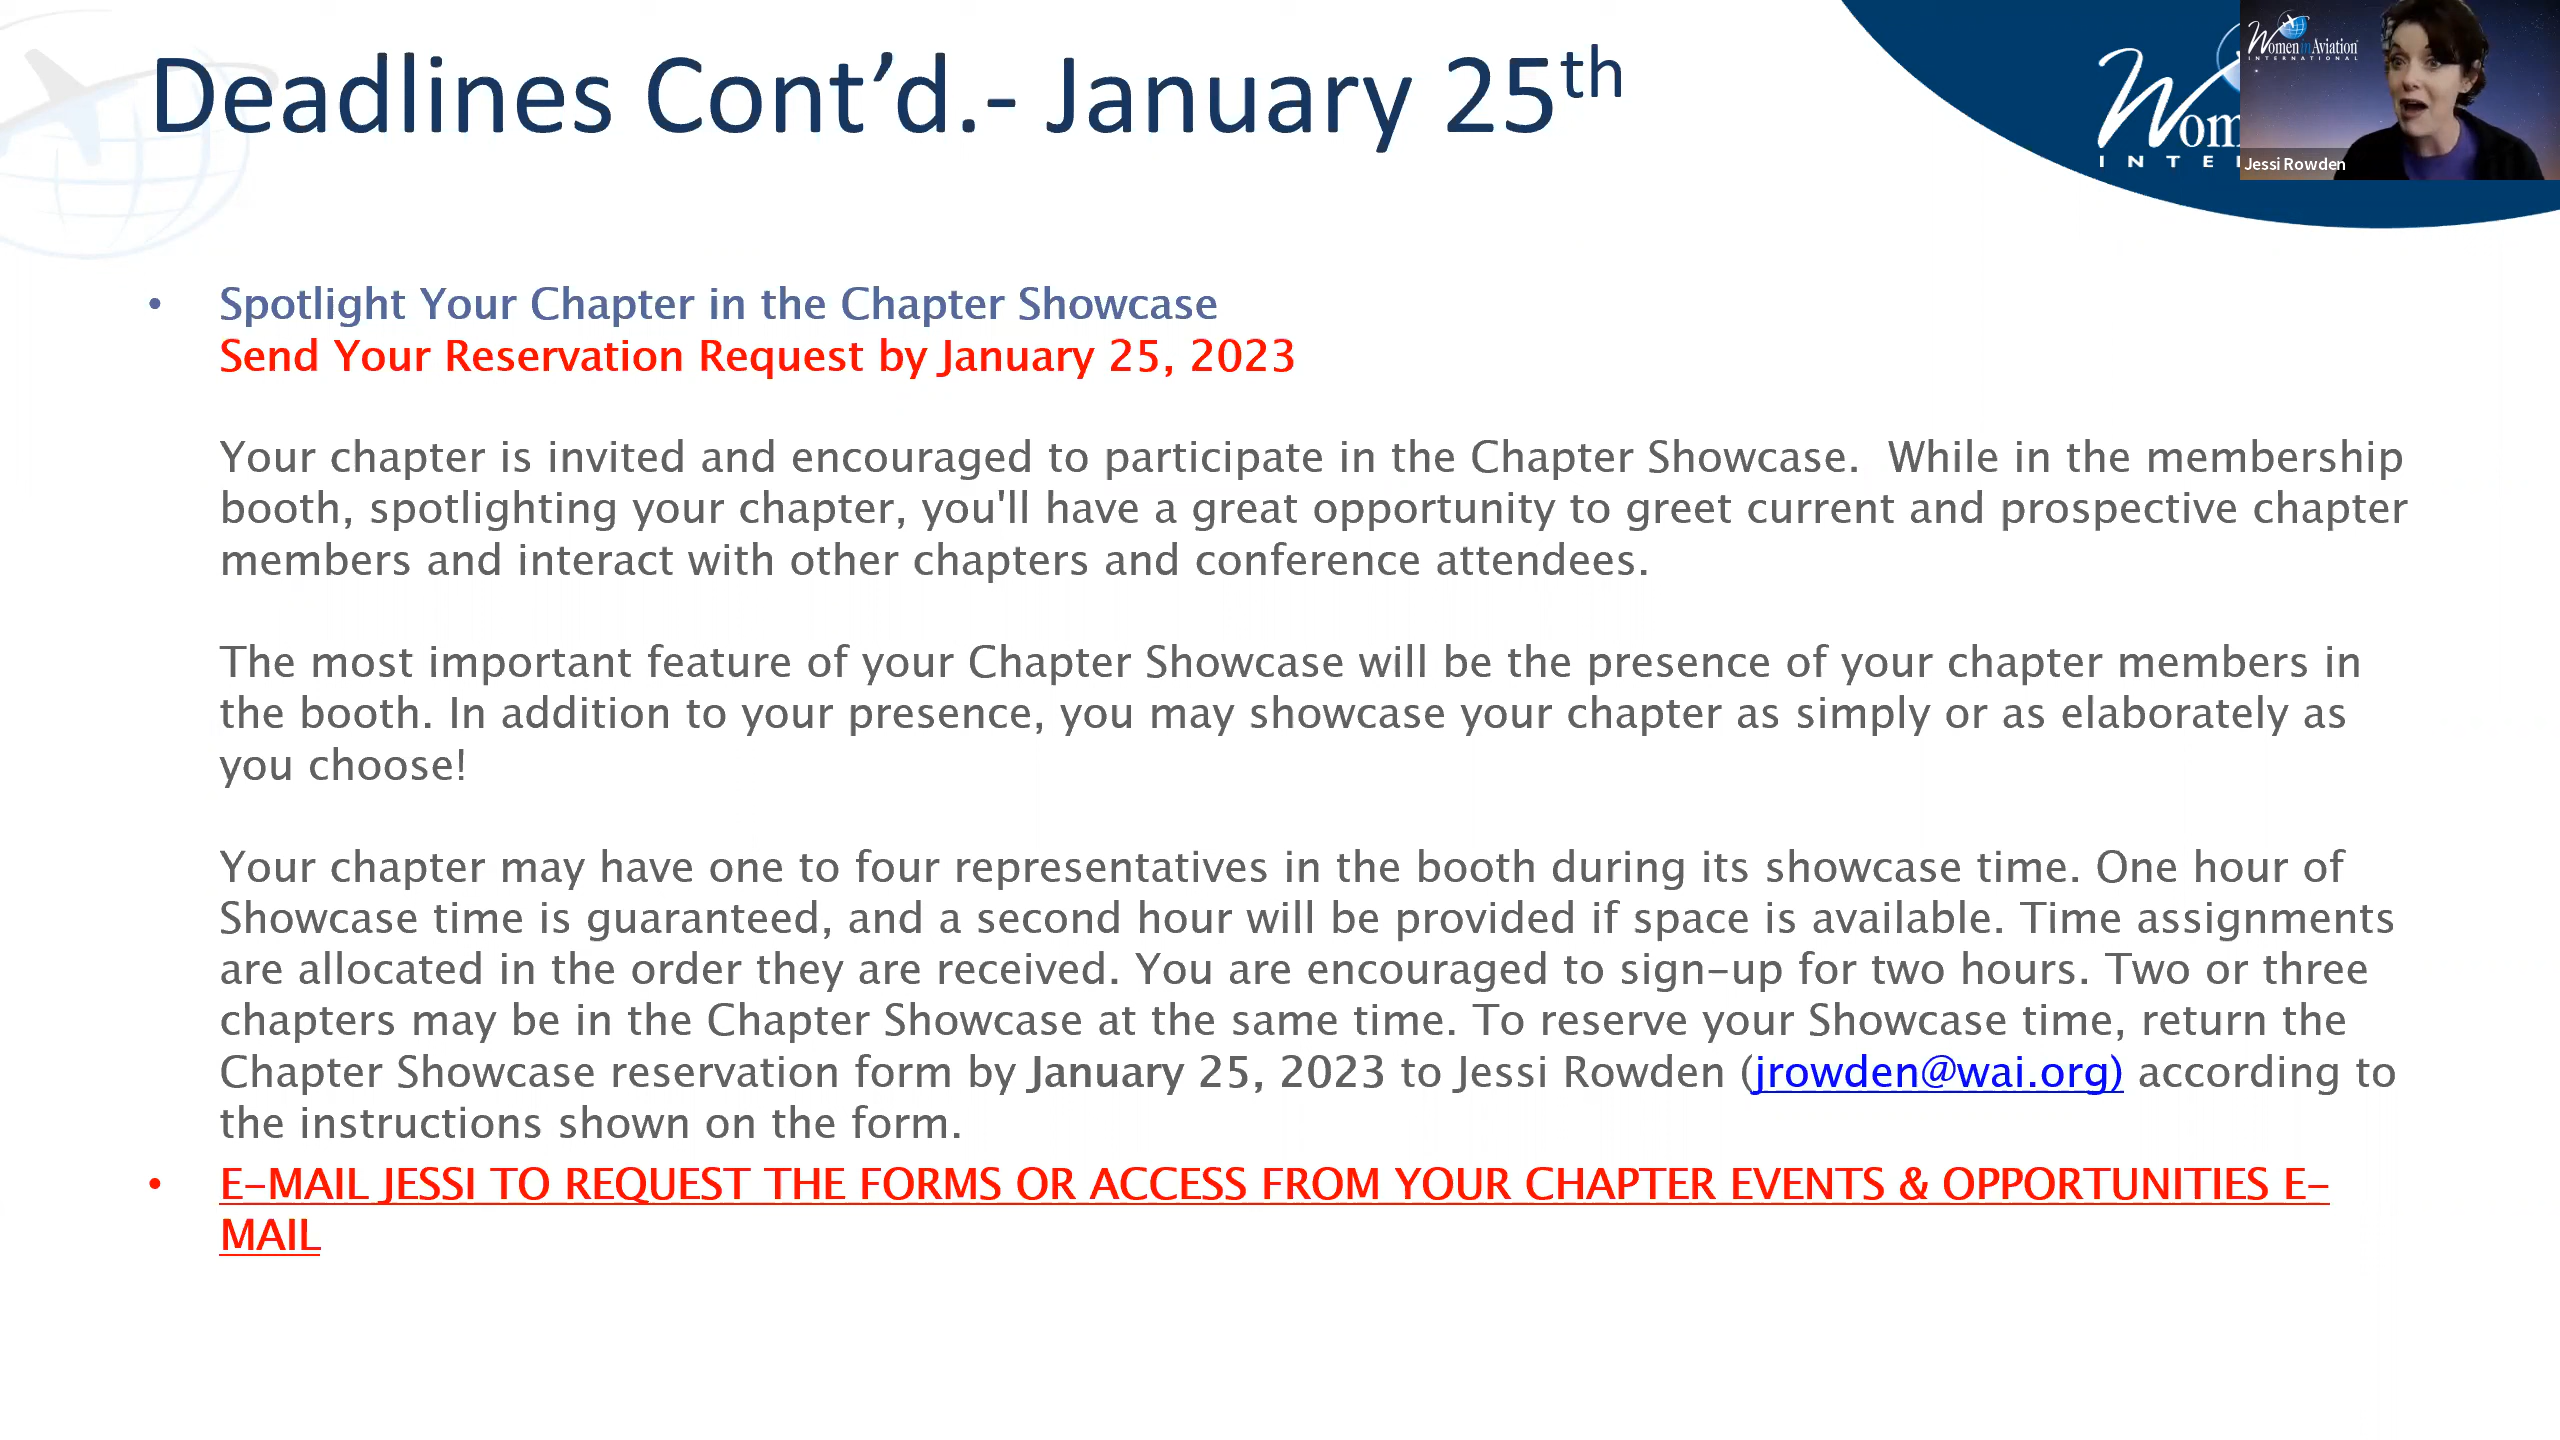 Deadlines Cont’d.- January 25th
Women in Aviation
INTERNATIONAL
Wom
INTE
Jessi Rowden
• Spotlight Your Chapter in the Chapter Showcase
Send Your Reservation Request by January 25, 2023
Your chapter is invited and encouraged to participate in the Chapter Showcase.  While in the membership
booth, spotlighting your chapter, you'll have a great opportunity to greet current and prospective chapter
members and interact with other chapters and conference attendees.
The most important feature of your Chapter Showcase will be the presence of your chapter members in
the booth. In addition to your presence, you may showcase your chapter as simply or as elaborately as
you choose!
Your chapter may have one to four representatives in the booth during its showcase time. One hour of
Showcase time is guaranteed, and a second hour will be provided if space is available. Time assignments
are allocated in the order they are received. You are encouraged to sign-up for two hours. Two or three
chapters may be in the Chapter Showcase at the same time. To reserve your Showcase time, return the
Chapter Showcase reservation form by January 25, 2023 to Jessi Rowden (jrowden@wai.org) according to
the instructions shown on the form.
• E-MAIL JESSI TO REQUEST THE FORMS OR ACCESS FROM YOUR CHAPTER EVENTS & OPPORTUNITIES E-
MAIL